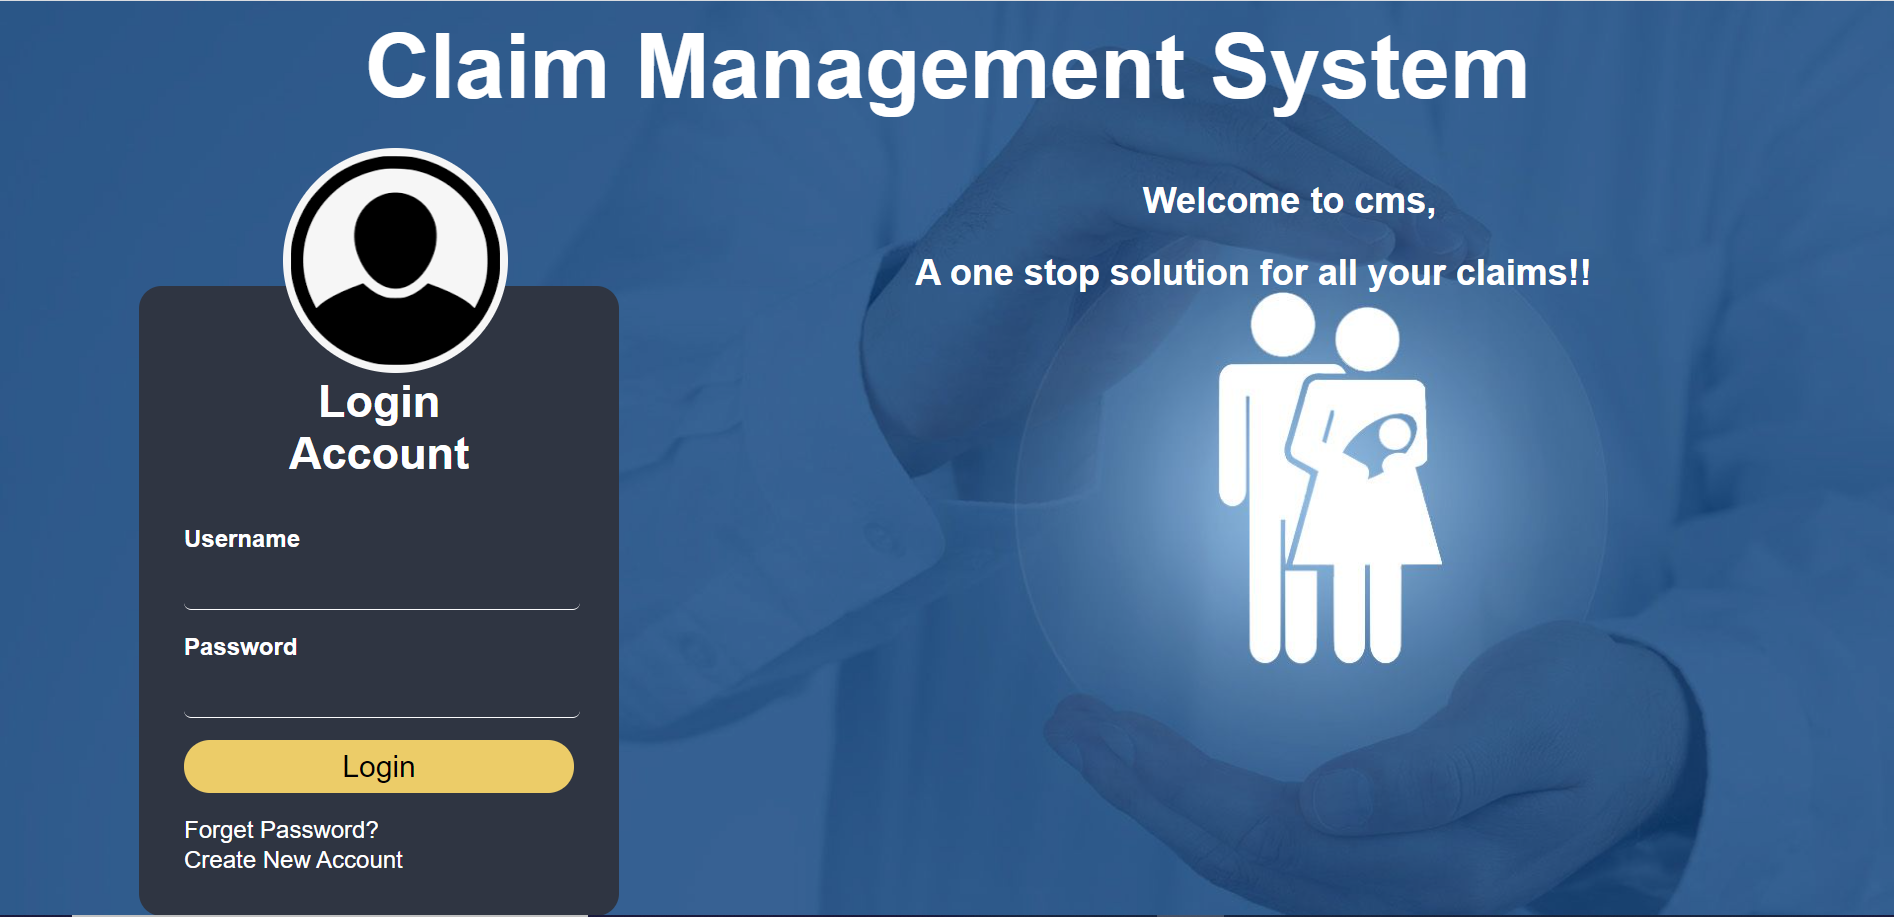 Claim Management System
Welcome to cms,
A one stop solution for all your claims!!
Login
Account
Username
Password
Login
Forget Password?
Create New Account